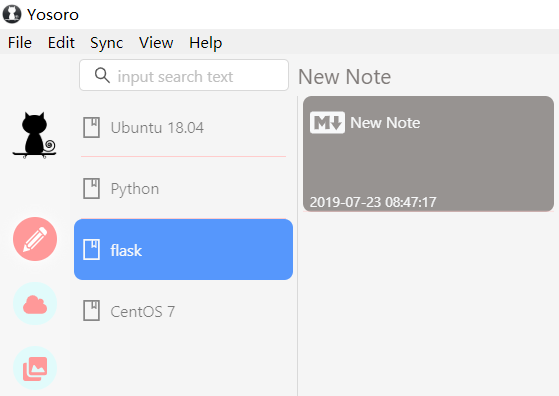 Yosoro
File Edit Sync View Help
input search text
New Note
Ubuntu 18.04
M New Note
Python
2019-07-23 08:47:17
flask
CentOS 7